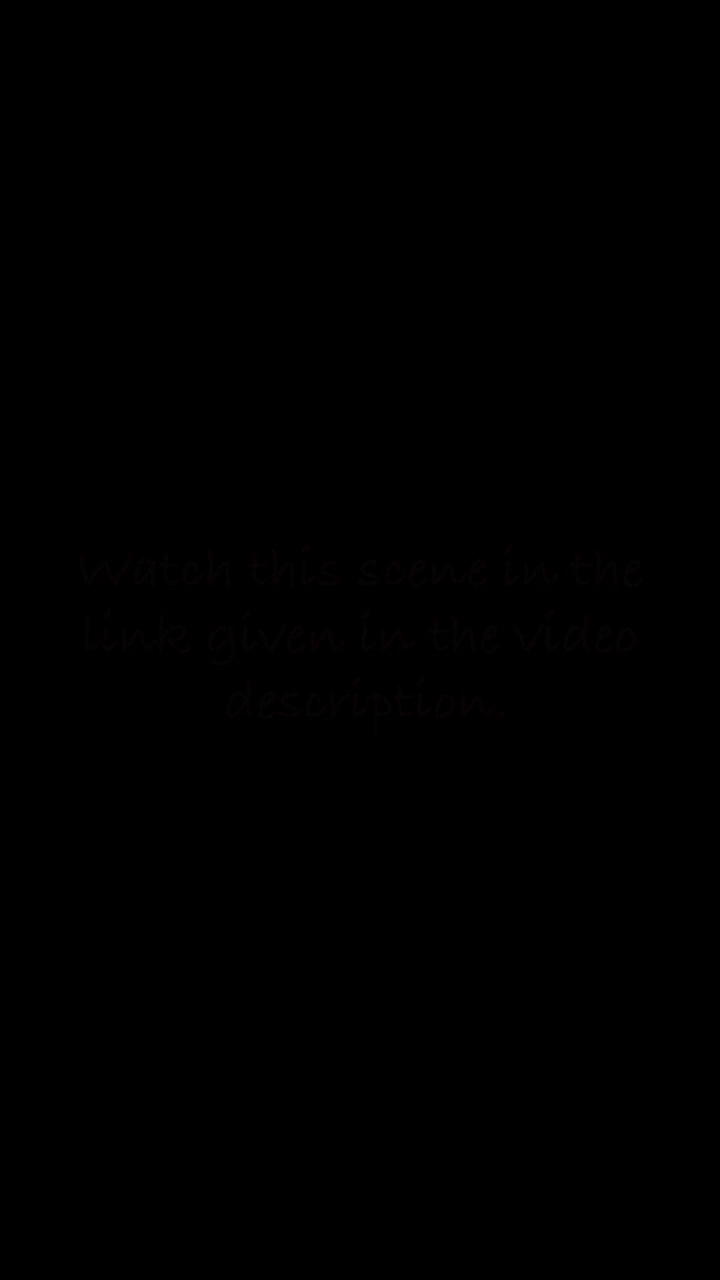 Watch this scene in the
link given in the video
description.